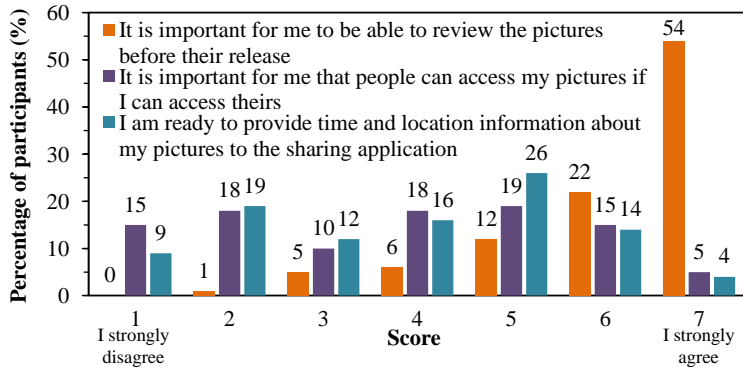 Percentage of participants (%)
60
50
40
30
20
10
0
It is important for me to be able to review the pictures
before their release
It is important for me that people can access my pictures if
I can access theirs
I am ready to provide time and location information about
my pictures to the sharing application
0 15 9
1 18 19
5 10 12
6 18 16
12 19 26
22 15 14
54 5 4
1 2 3 4 5 6 7
I strongly
disagree
Score
I strongly
agree